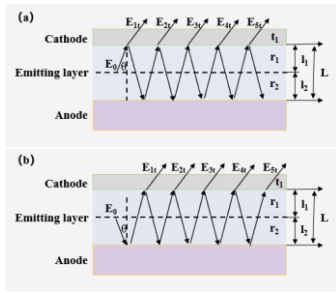 (a)
E1t E2t E3t E4t E5t
Cathode t1
E0 θ r1 l1
Emitting layer L
r2 l2
Anode
(b)
E1t E2t E3t E4t E5t
Cathode t1
E0 r1 l1
Emitting layer L
θ r2 l2
Anode